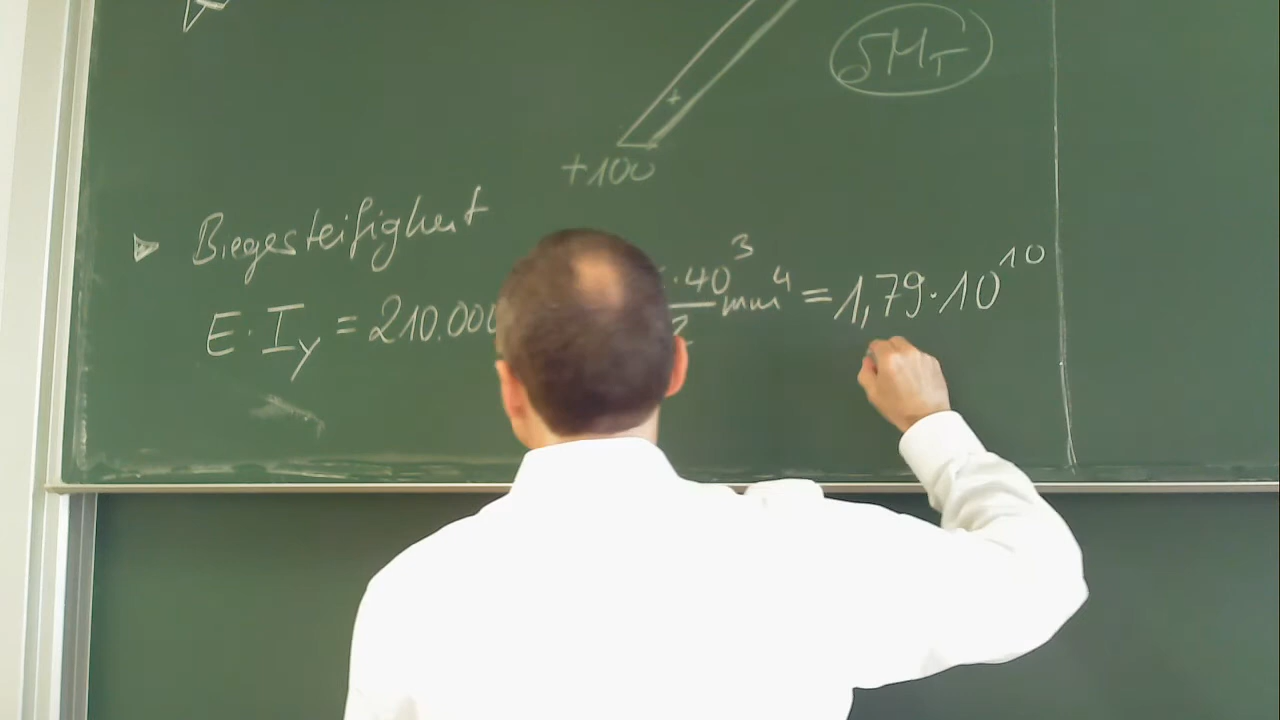 δM_T
+
+100
Biegesteifigkeit
E · I_y = 210.000 · 40³ mm⁴ = 1,79 · 10¹⁰